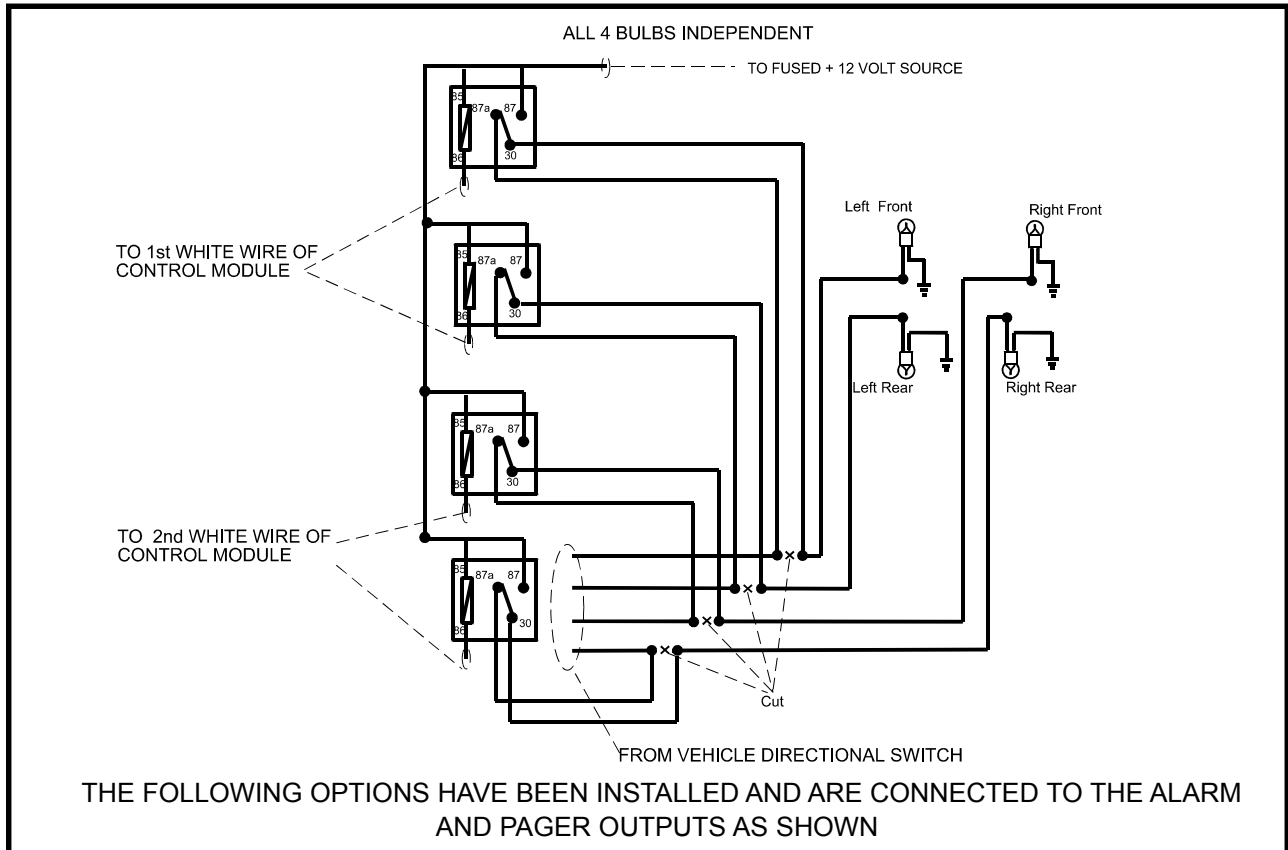 ALL 4 BULBS INDEPENDENT
TO FUSED + 12 VOLT SOURCE
85
87a
87
86
30
Left Front
Right Front
TO 1st WHITE WIRE OF
CONTROL MODULE
85
87a
87
86
30
Left Rear
Right Rear
85
87a
87
86
30
TO 2nd WHITE WIRE OF
CONTROL MODULE
85
87a
87
86
30
Cut
FROM VEHICLE DIRECTIONAL SWITCH
THE FOLLOWING OPTIONS HAVE BEEN INSTALLED AND ARE CONNECTED TO THE ALARM
AND PAGER OUTPUTS AS SHOWN